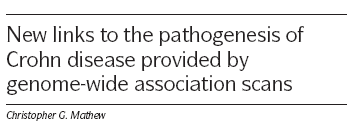 New links to the pathogenesis of
Crohn disease provided by
genome-wide association scans
Christopher G. Mathew